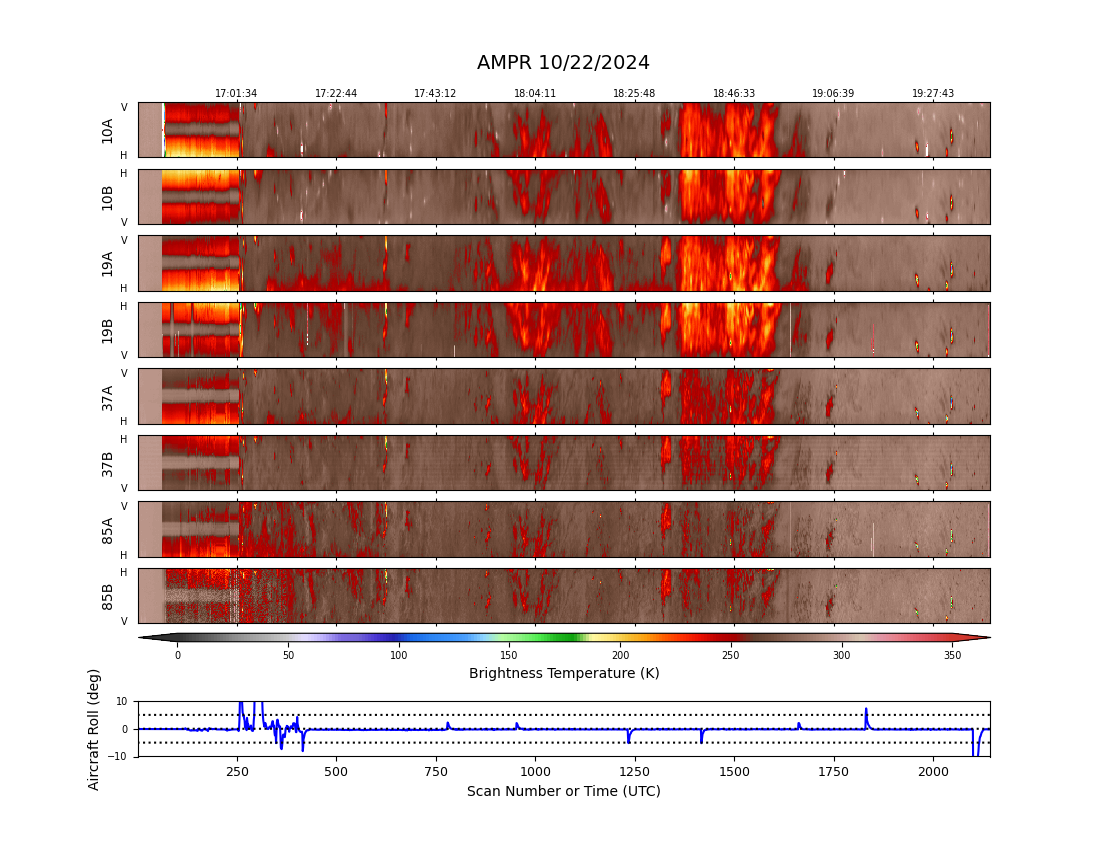 AMPR 10/22/2024
17:01:34 17:22:44 17:43:12 18:04:11 18:25:48 18:46:33 19:06:39 19:27:43
V
10A
H
H
10B
V
V
19A
H
H
19B
V
V
37A
H
H
37B
V
V
85A
H
H
85B
V
0 50 100 150 200 250 300 350
Brightness Temperature (K)
Aircraft Roll (deg)
10
0
−10
250 500 750 1000 1250 1500 1750 2000
Scan Number or Time (UTC)